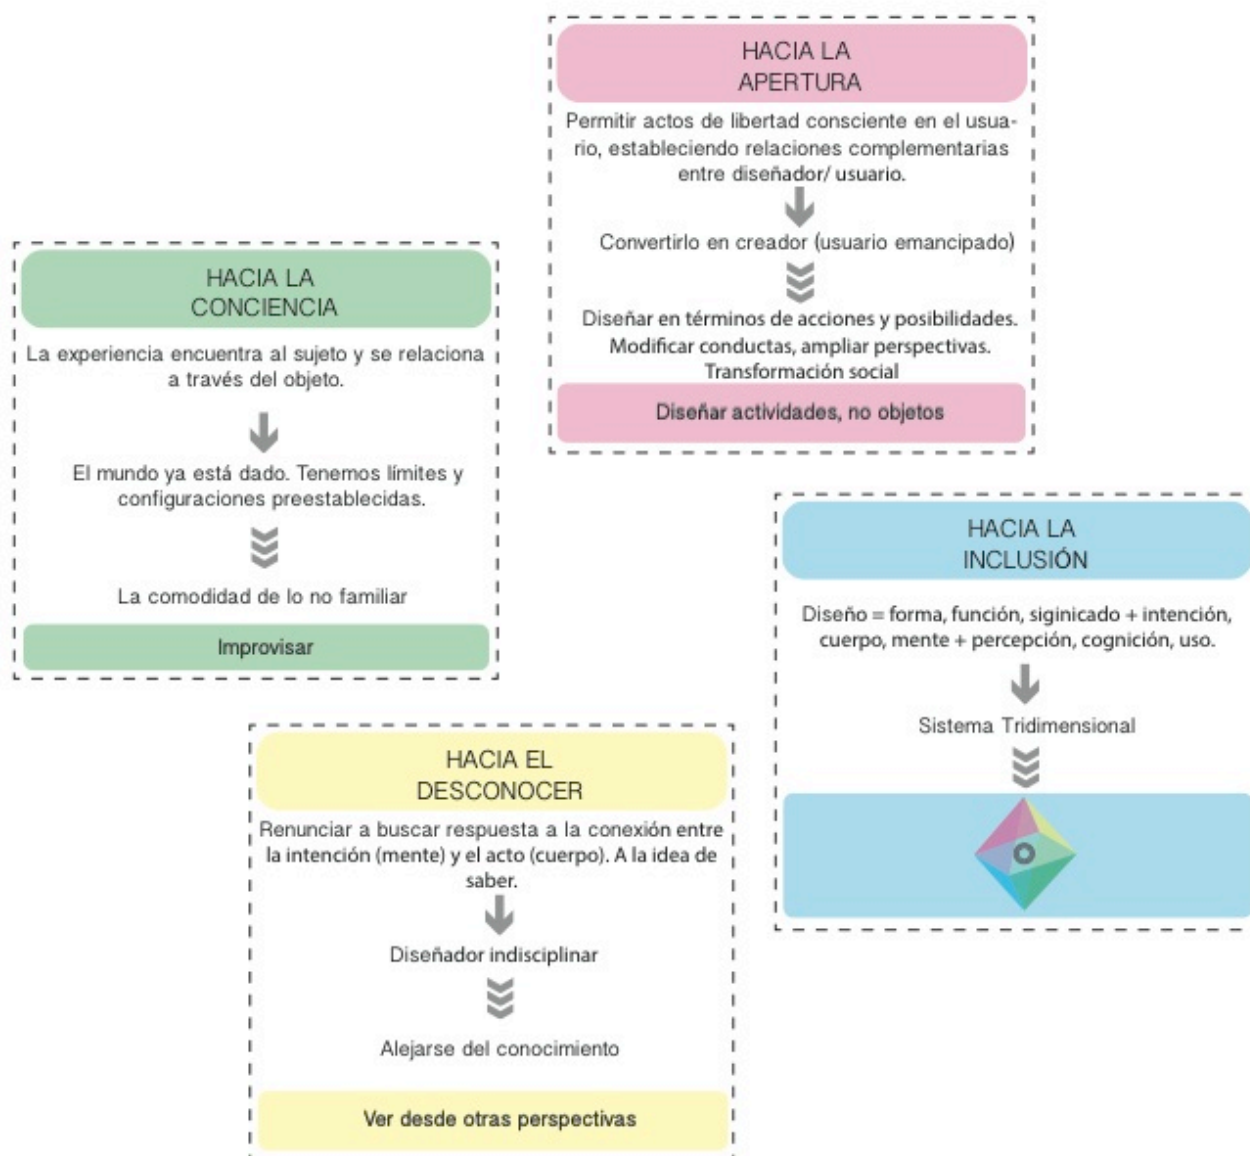 HACIA LA
APERTURA
Permitir actos de libertad consciente en el usua-
rio, estableciendo relaciones complementarias
entre diseñador/ usuario.
Convertirlo en creador (usuario emancipado)
Diseñar en términos de acciones y posibilidades.
Modificar conductas, ampliar perspectivas.
Transformación social
Diseñar actividades, no objetos
HACIA LA
CONCIENCIA
La experiencia encuentra al sujeto y se relaciona
a través del objeto.
El mundo ya está dado. Tenemos límites y
configuraciones preestablecidas.
La comodidad de lo no familiar
Improvisar
HACIA LA
INCLUSIÓN
Diseño = forma, función, siginicado + intención,
cuerpo, mente + percepción, cognición, uso.
Sistema Tridimensional
HACIA EL
DESCONOCER
Renunciar a buscar respuesta a la conexión entre
la intención (mente) y el acto (cuerpo). A la idea de
saber.
Diseñador indisciplinar
Alejarse del conocimiento
Ver desde otras perspectivas